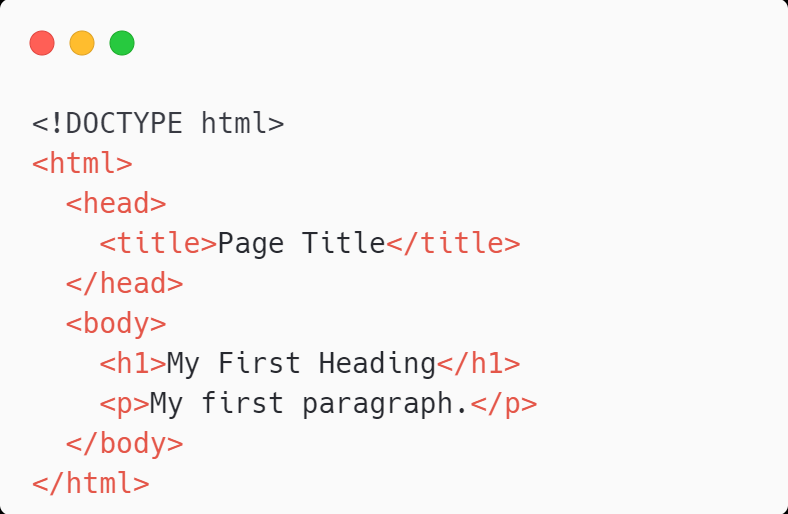 <!DOCTYPE html>
<html>
  <head>
    <title>Page Title</title>
  </head>
  <body>
    <h1>My First Heading</h1>
    <p>My first paragraph.</p>
  </body>
</html>